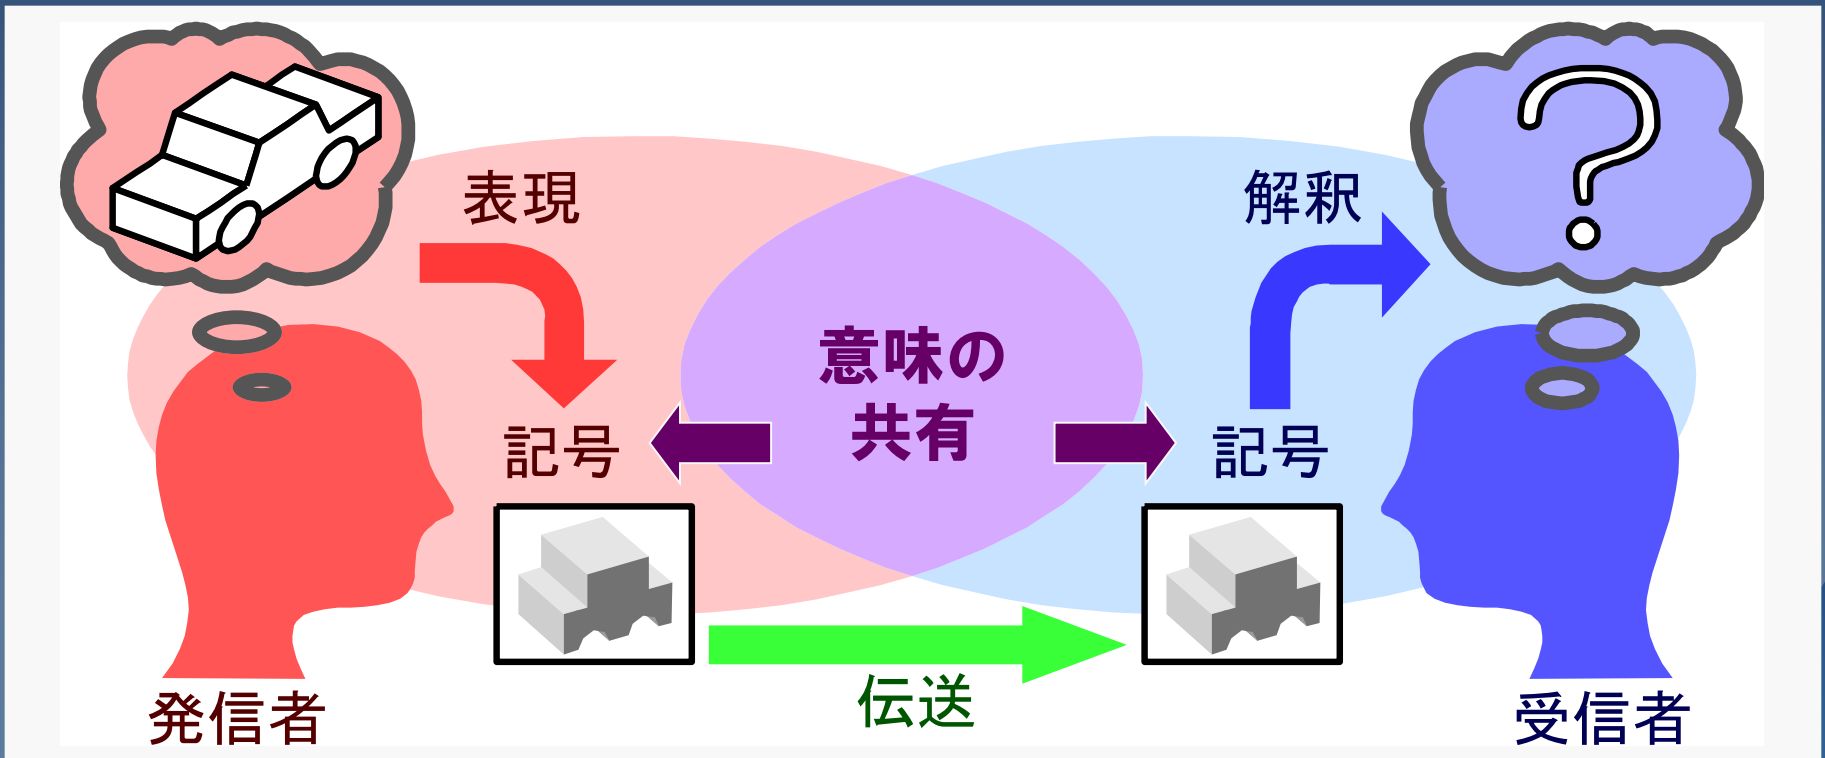 表現
解釈
意味の
共有
記号
記号
伝送
発信者
受信者